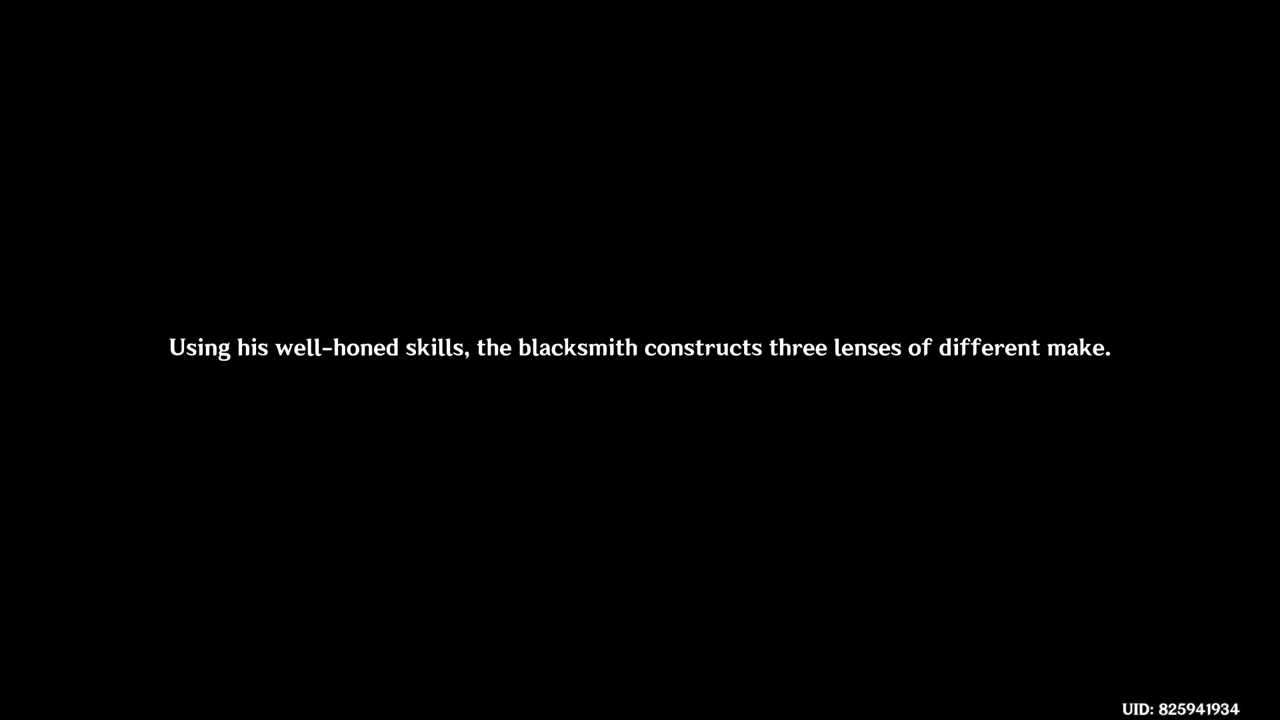 Using his well-honed skills, the blacksmith constructs three lenses of different make.
UID: 825941934